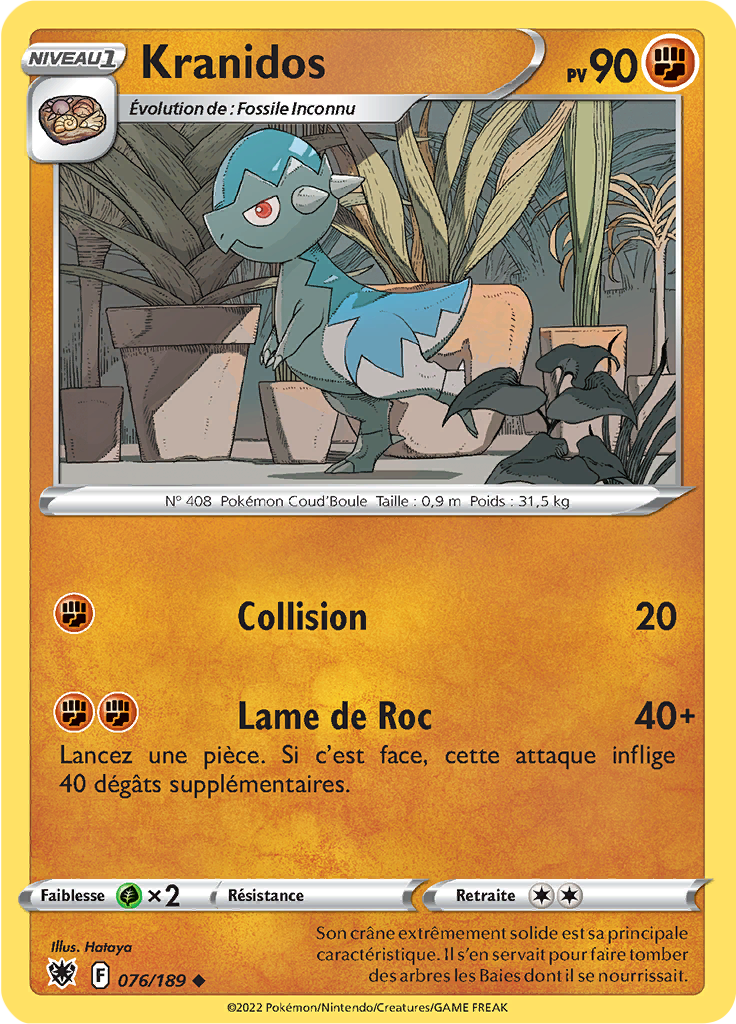 NIVEAU 1
Kranidos
PV 90
Évolution de : Fossile Inconnu
N° 408 Pokémon Coud'Boule Taille : 0,9 m Poids : 31,5 kg
Collision 20
Lame de Roc 40+
Lancez une pièce. Si c'est face, cette attaque inflige
40 dégâts supplémentaires.
Faiblesse ×2 Résistance Retraite
Illus. Hataya
Son crâne extrêmement solide est sa principale
caractéristique. Il s'en servait pour faire tomber
des arbres les Baies dont il se nourrissait.
F 076/189
©2022 Pokémon/Nintendo/Creatures/GAME FREAK